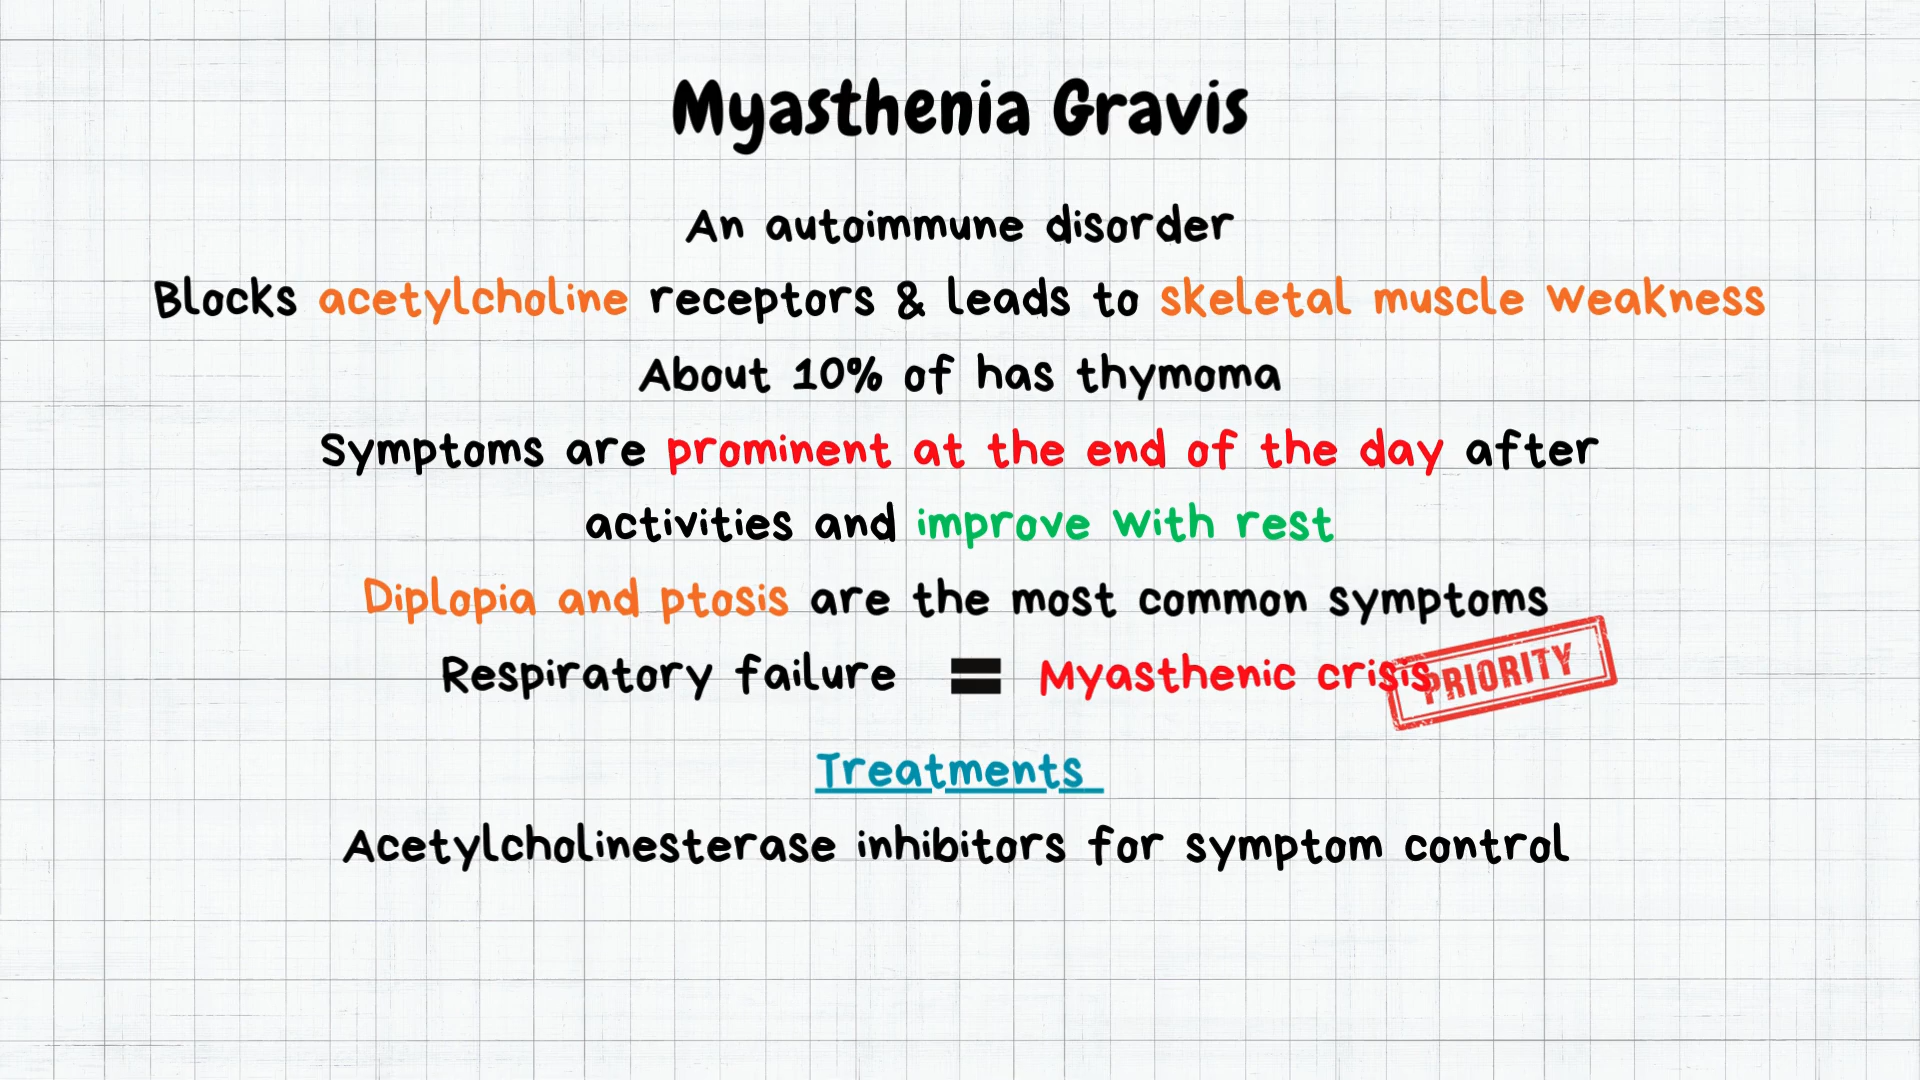 Myasthenia Gravis
An autoimmune disorder
Blocks acetylcholine receptors & leads to skeletal muscle weakness
About 10% of has thymoma
Symptoms are prominent at the end of the day after
activities and improve with rest
Diplopia and ptosis are the most common symptoms
Respiratory failure = Myasthenic crisis PRIORITY
Treatments
Acetylcholinesterase inhibitors for symptom control